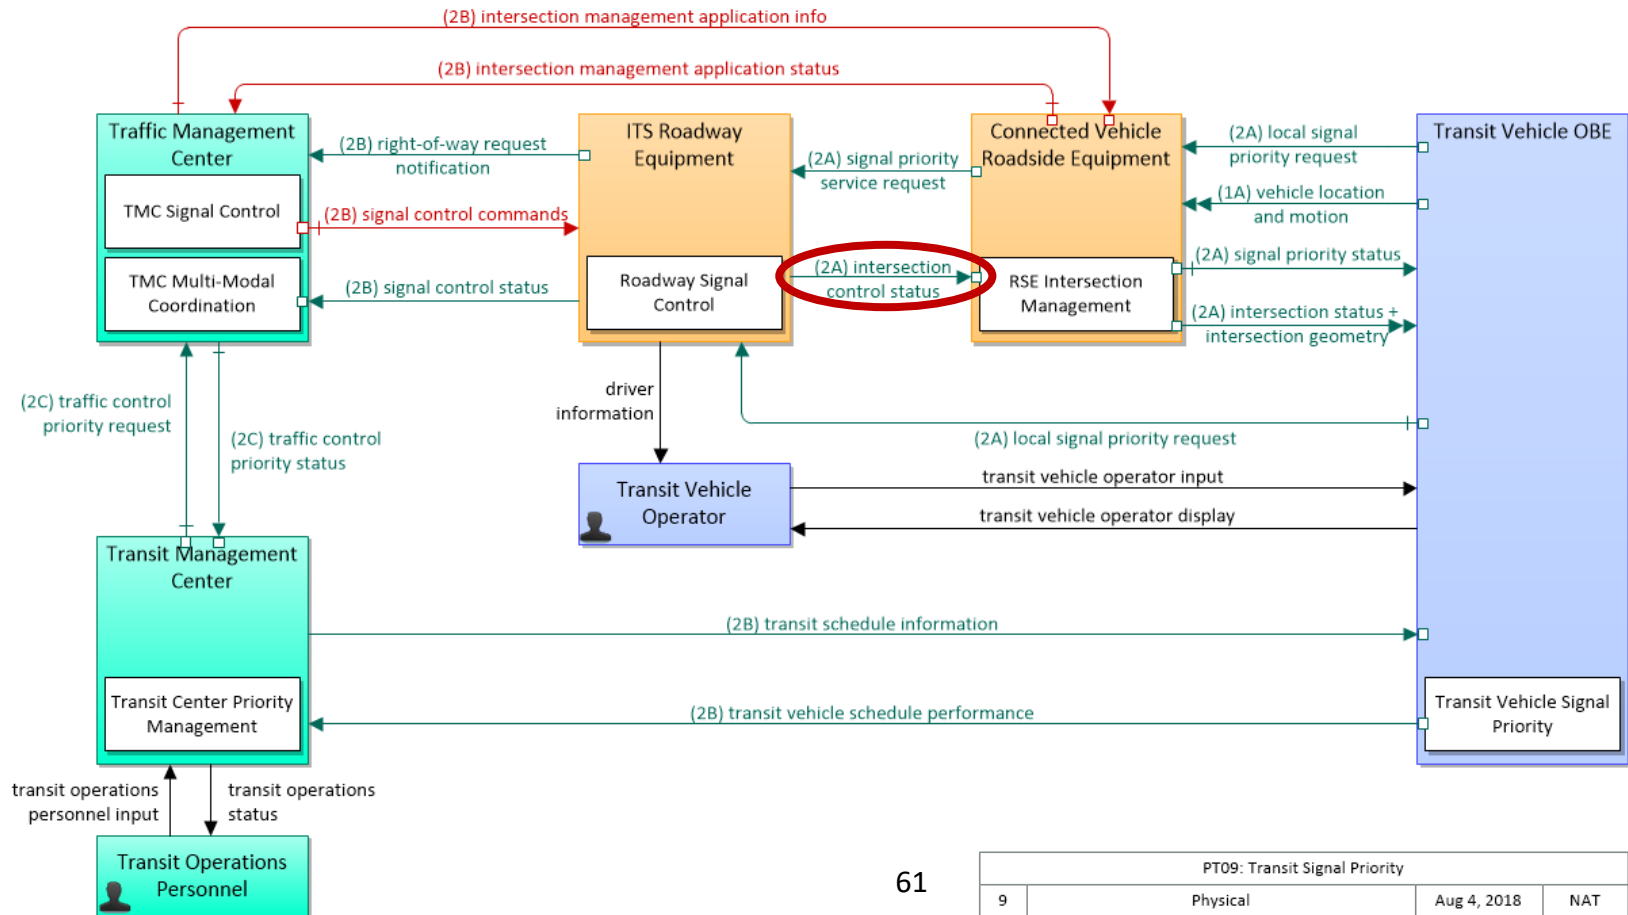 (2B) intersection management application info
(2B) intersection management application status
Traffic Management
Center
TMC Signal Control
TMC Multi-Modal
Coordination
(2B) right-of-way request
notification
(2B) signal control commands
(2B) signal control status
ITS Roadway
Equipment
Roadway Signal
Control
(2A) signal priority
service request
(2A) intersection
control status
Connected Vehicle
Roadside Equipment
RSE Intersection
Management
(2A) local signal
priority request
(1A) vehicle location
and motion
(2A) signal priority status
(2A) intersection status +
intersection geometry
Transit Vehicle OBE
(2C) traffic control
priority request
(2C) traffic control
priority status
driver
information
(2A) local signal priority request
Transit Vehicle
Operator
transit vehicle operator input
transit vehicle operator display
Transit Management
Center
(2B) transit schedule information
Transit Center Priority
Management
(2B) transit vehicle schedule performance
Transit Vehicle Signal
Priority
transit operations
personnel input
transit operations
status
Transit Operations
Personnel
61
PT09: Transit Signal Priority
9 Physical Aug 4, 2018 NAT